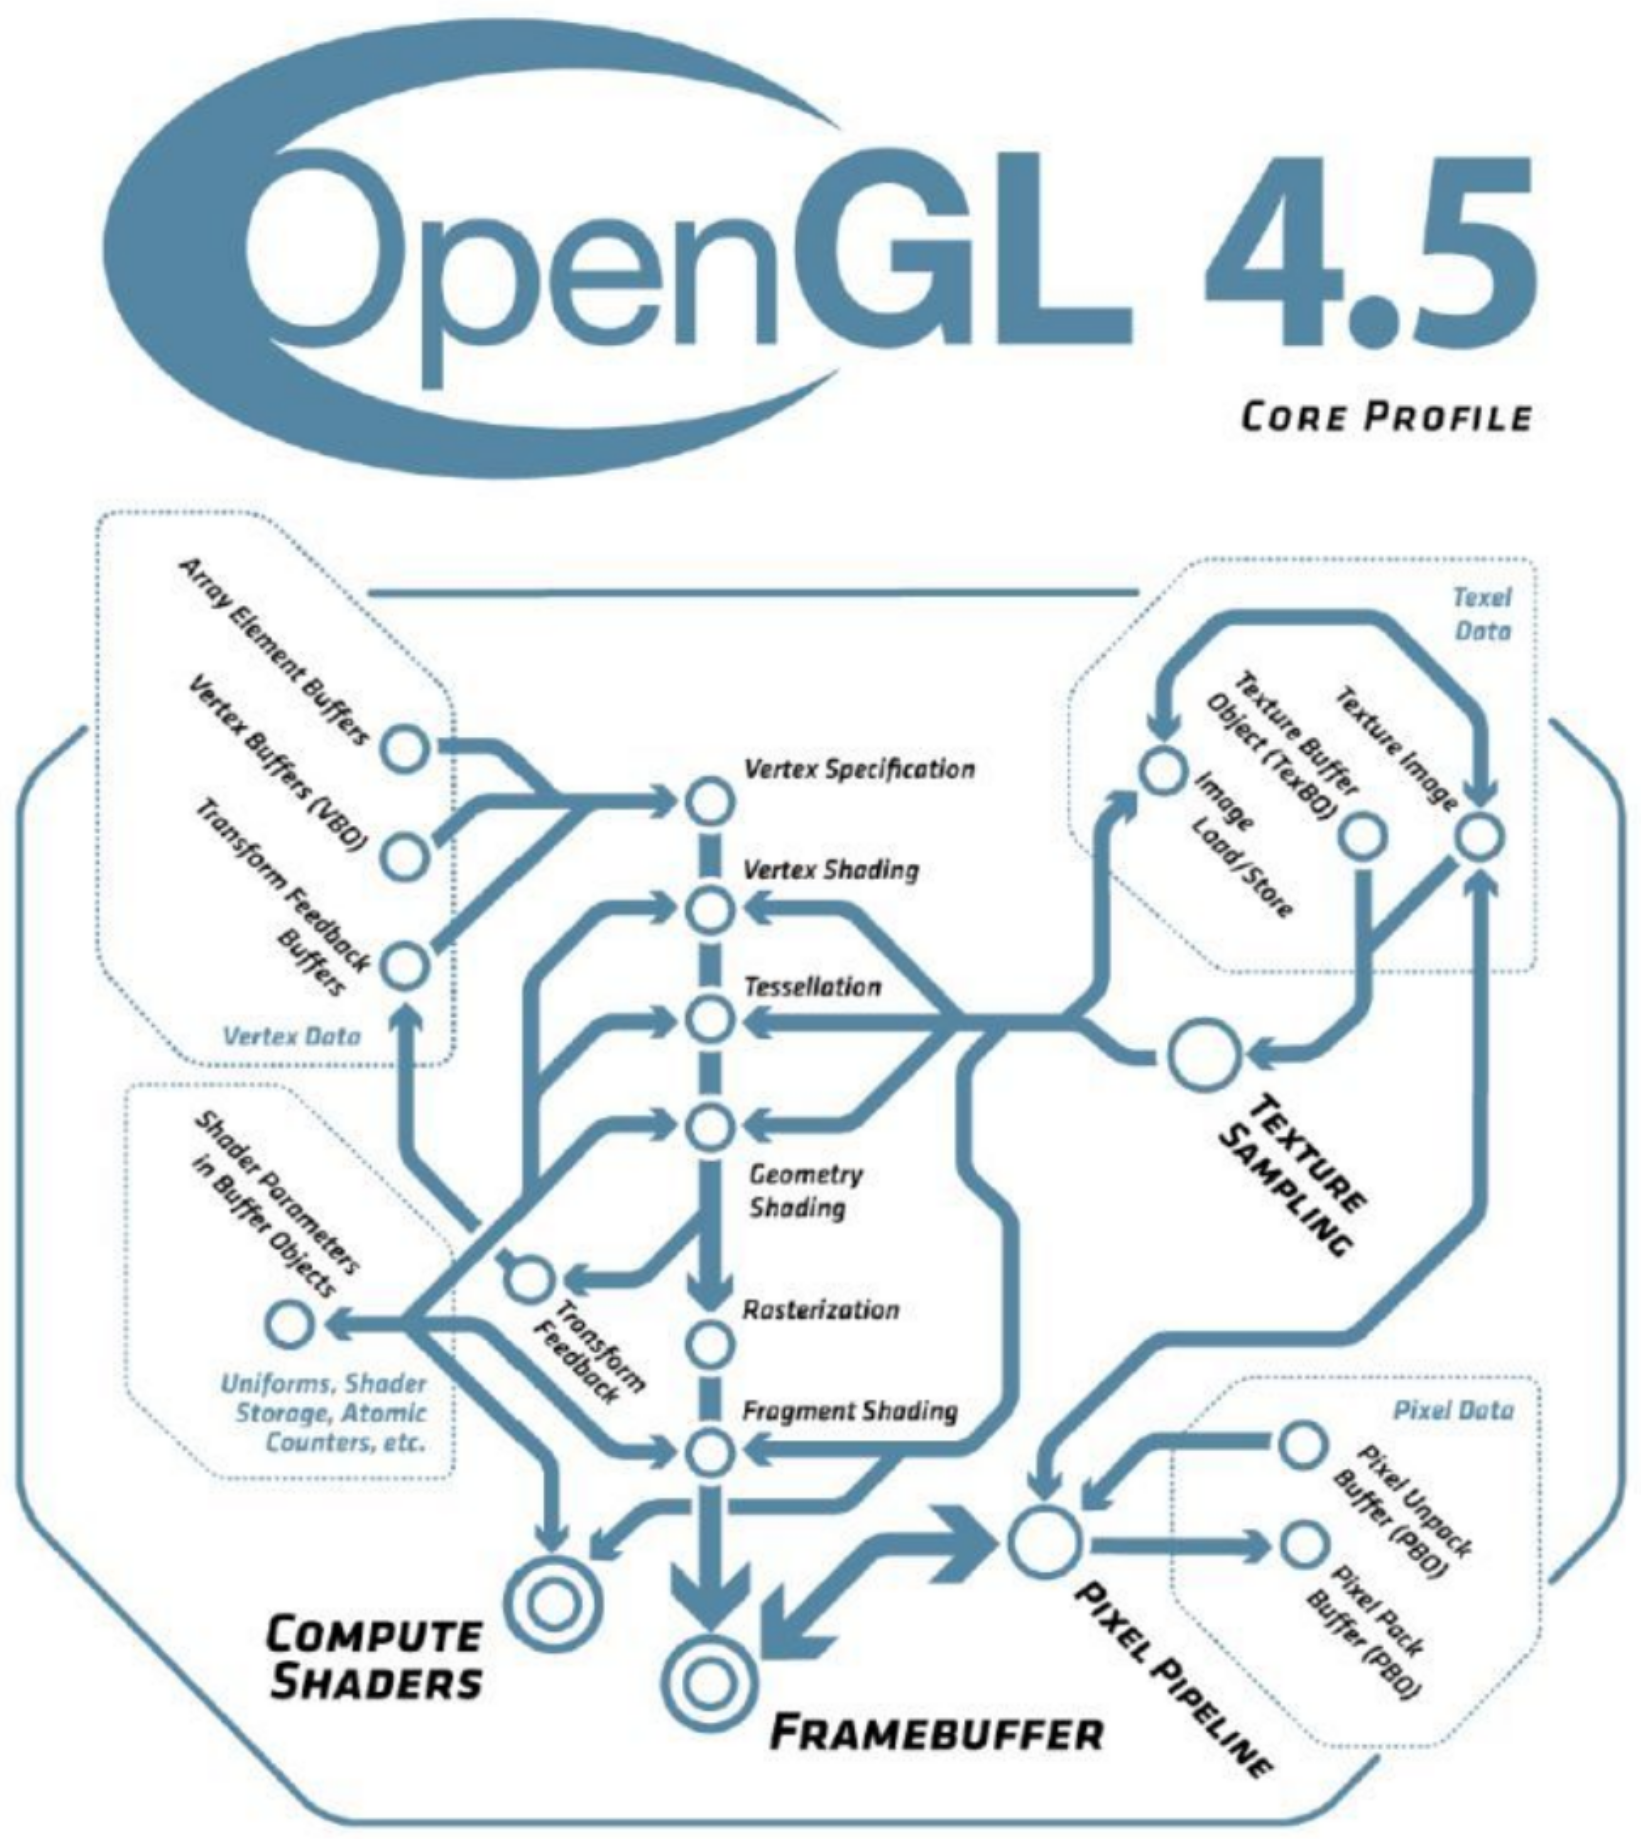 OpenGL 4.5
CORE PROFILE
Array Element Buffers
Vertex Buffers (VBO)
Transform Feedback
Buffers
Vertex Data
Texel
Data
Texture Image
Texture Buffer
Object (TexBO)
Image
Load/Store
Vertex Specification
Vertex Shading
Tessellation
Geometry
Shading
Rasterization
Fragment Shading
TEXTURE
SAMPLING
Shader Parameters
in Buffer Objects
Uniforms, Shader
Storage, Atomic
Counters, etc.
Transform
Feedback
Pixel Data
Pixel Unpack
Buffer (PBO)
Pixel Pack
Buffer (PBO)
COMPUTE
SHADERS
FRAMEBUFFER
PIXEL PIPELINE